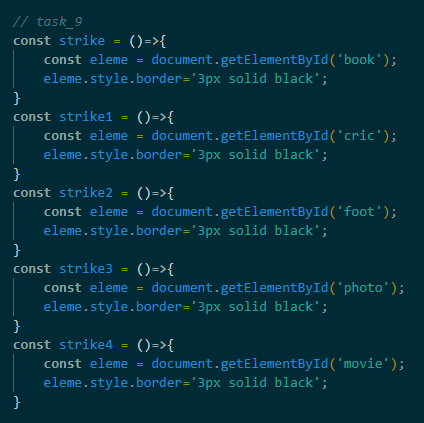 // task_9
const strike = ()=>{
    const eleme = document.getElementById('book');
    eleme.style.border='3px solid black';
}
const strike1 = ()=>{
    const eleme = document.getElementById('cric');
    eleme.style.border='3px solid black';
}
const strike2 = ()=>{
    const eleme = document.getElementById('foot');
    eleme.style.border='3px solid black';
}
const strike3 = ()=>{
    const eleme = document.getElementById('photo');
    eleme.style.border='3px solid black';
}
const strike4 = ()=>{
    const eleme = document.getElementById('movie');
    eleme.style.border='3px solid black';
}